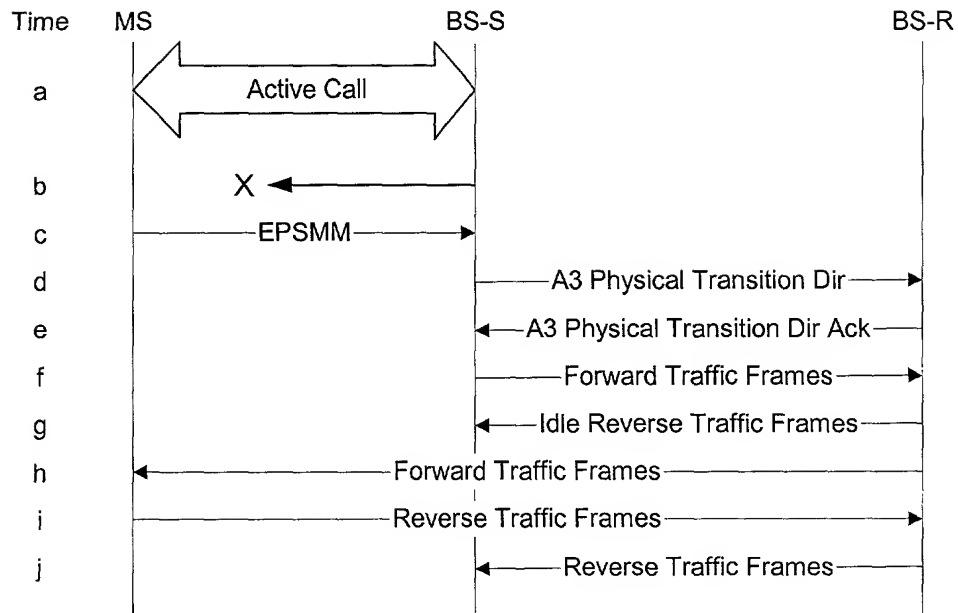 Time MS BS-S BS-R
a Active Call
b X
c EPSMM
d A3 Physical Transition Dir
e A3 Physical Transition Dir Ack
f Forward Traffic Frames
g Idle Reverse Traffic Frames
h Forward Traffic Frames
i Reverse Traffic Frames
j Reverse Traffic Frames